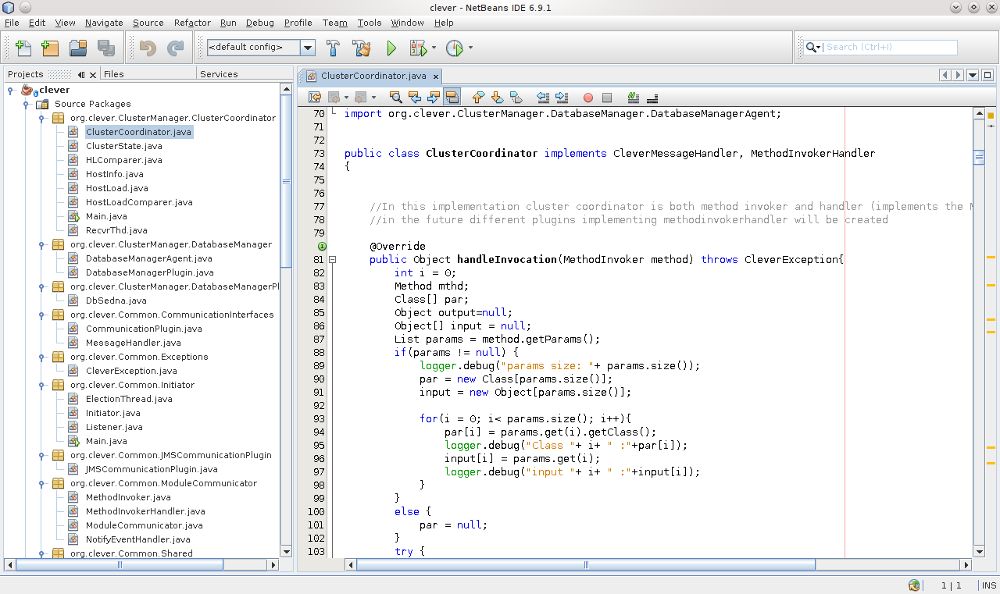 clever - NetBeans IDE 6.9.1
File Edit View Navigate Source Refactor Run Debug Profile Team Tools Window Help
<default config>
Search (Ctrl+I)
Projects
Files
Services
clever
Source Packages
org.clever.ClusterManager.ClusterCoordinator
ClusterCoordinator.java
ClusterState.java
HLComparer.java
HostInfo.java
HostLoad.java
HostLoadComparer.java
Main.java
RecvrThd.java
org.clever.ClusterManager.DatabaseManager
DatabaseManagerAgent.java
DatabaseManagerPlugin.java
org.clever.ClusterManager.DatabaseManagerPl
DbSedna.java
org.clever.Common.CommunicationInterfaces
CommunicationPlugin.java
MessageHandler.java
org.clever.Common.Exceptions
CleverException.java
org.clever.Common.Initiator
ElectionThread.java
Initiator.java
Listener.java
Main.java
org.clever.Common.JMSCommunicationPlugin
JMSCommunicationPlugin.java
org.clever.Common.ModuleCommunicator
MethodInvoker.java
MethodInvokerHandler.java
ModuleCommunicator.java
NotifyEventHandler.java
org.clever.Common.Shared
ClusterCoordinator.java
70 import org.clever.ClusterManager.DatabaseManager.DatabaseManagerAgent;
71
72
73 public class ClusterCoordinator implements CleverMessageHandler, MethodInvokerHandler
74 {
75
76
77 //In this implementation cluster coordinator is both method invoker and handler (implements the M
78 //in the future different plugins implementing methodinvokerhandler will be created
79
@Override
81 public Object handleInvocation(MethodInvoker method) throws CleverException{
82 int i = 0;
83 Method mthd;
84 Class[] par;
85 Object output=null;
86 Object[] input = null;
87 List params = method.getParams();
88 if(params != null) {
89 logger.debug("params size: "+ params.size());
90 par = new Class[params.size()];
91 input = new Object[params.size()];
92
93 for(i = 0; i< params.size(); i++){
94 par[i] = params.get(i).getClass();
95 logger.debug("Class "+ i+ " :"+par[i]);
96 input[i] = params.get(i);
97 logger.debug("input "+ i+ " :"+input[i]);
98 }
99 }
100 else {
101 par = null;
102 }
103 try {
1 | 1
INS